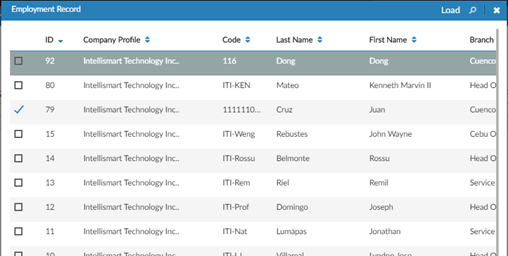 Employment Record Load
ID Company Profile Code Last Name First Name Branch
92 Intellismart Technology Inc.. 116 Dong Dong Cuenco
80 Intellismart Technology Inc.. ITI-KEN Mateo Kenneth Marvin II Head O
79 Intellismart Technology Inc.. 1111110... Cruz Juan Cuenco
15 Intellismart Technology Inc.. ITI-Weng Rebustes John Wayne Cebu O
14 Intellismart Technology Inc.. ITI-Rossu Belmonte Rossu Head O
13 Intellismart Technology Inc.. ITI-Rem Riel Remil Service
12 Intellismart Technology Inc.. ITI-Prof Domingo Joseph Head O
11 Intellismart Technology Inc.. ITI-Nat Lumapas Jonathan Service
10 Intellismart Technology Inc..